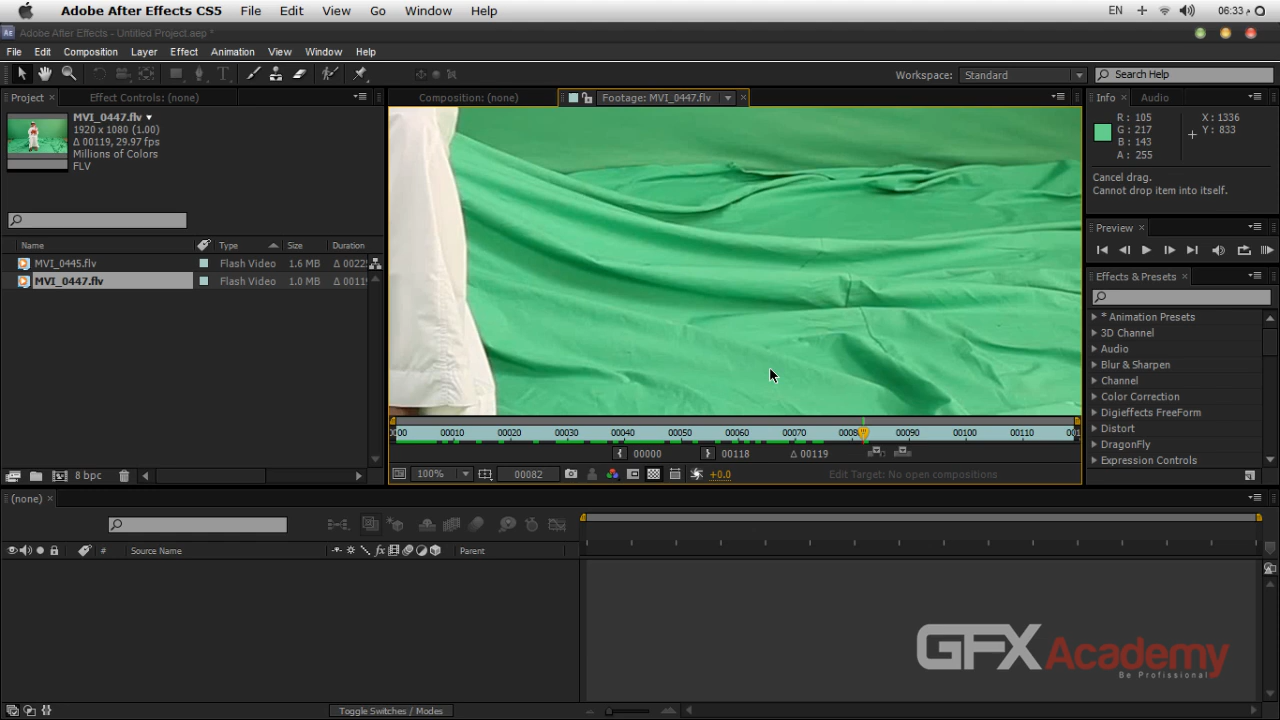 Adobe After Effects CS5 File Edit View Go Window Help EN 06:33 م
Adobe After Effects - Untitled Project.aep *
File Edit Composition Layer Effect Animation View Window Help
Workspace: Standard Search Help
Project Effect Controls: (none) Composition: (none) Footage: MVI_0447.flv Info Audio
MVI_0447.flv
1920 x 1080 (1.00)
Δ 00119, 29.97 fps
Millions of Colors
FLV
R: 105 X: 1336
G: 217 Y: 833
B: 143
A: 255
Cancel drag.
Cannot drop item into itself.
Preview
Name Type Size Duration
MVI_0445.flv Flash Video 1.6 MB
MVI_0447.flv Flash Video 1.0 MB
Effects & Presets
* Animation Presets
3D Channel
Audio
Blur & Sharpen
Channel
Color Correction
Digieffects FreeForm
Distort
DragonFly
Expression Controls
00010 00020 00030 00040 00050 00060 00070 00090 00100 00110
00000 00118 Δ 00119
8 bpc 100% 00082 +0.0 Edit Target: No open compositions
(none)
# Source Name fx Parent
Toggle Switches / Modes
GFX Academy
Be Profissional